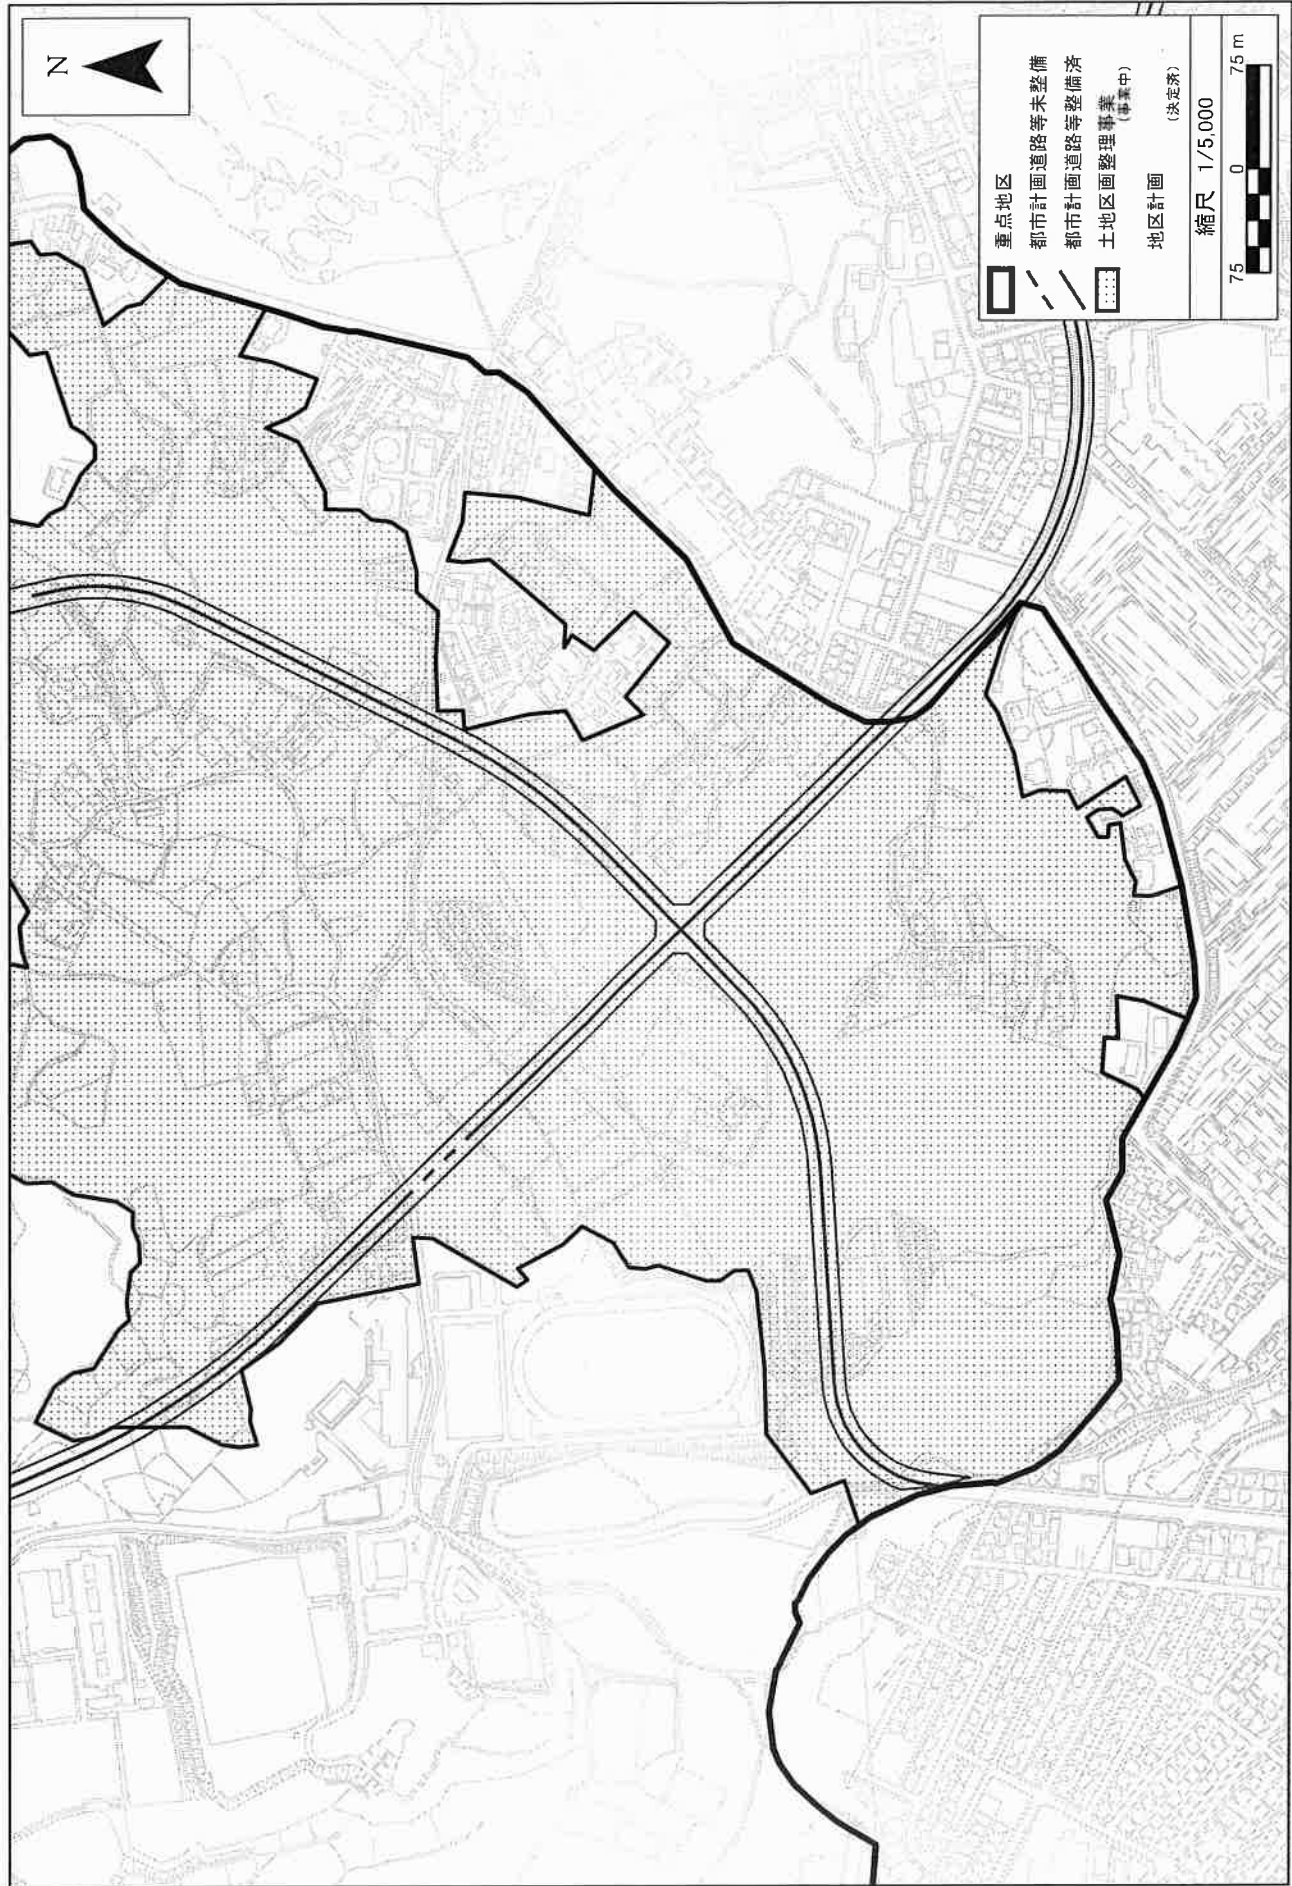 N
重点地区
都市計画道路等未整備
都市計画道路等整備済
土地区画整理事業
(事業中)
地区計画
(決定済)
縮尺 1/5,000
75 0 75 m